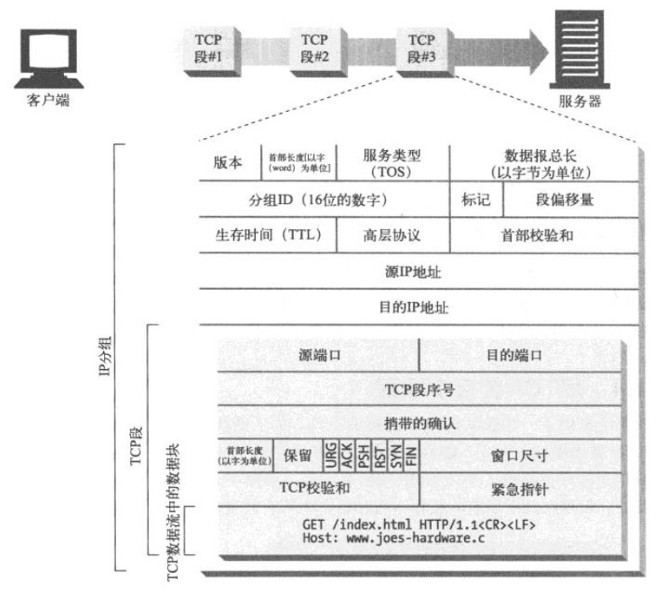 TCP
段#1
TCP
段#2
TCP
段#3
客户端
服务器
版本
首部长度[以字
(word)为单位]
服务类型
(TOS)
数据报总长
(以字节为单位)
分组ID(16位的数字)
标记
段偏移量
生存时间(TTL)
高层协议
首部校验和
源IP地址
目的IP地址
IP分组
TCP段
TCP数据流中的数据块
源端口
目的端口
TCP段序号
捎带的确认
首部长度
(以字为单位)
保留
URG
ACK
PSH
RST
SYN
FIN
窗口尺寸
TCP校验和
紧急指针
GET /index.html HTTP/1.1<CR><LF>
Host: www.joes-hardware.c